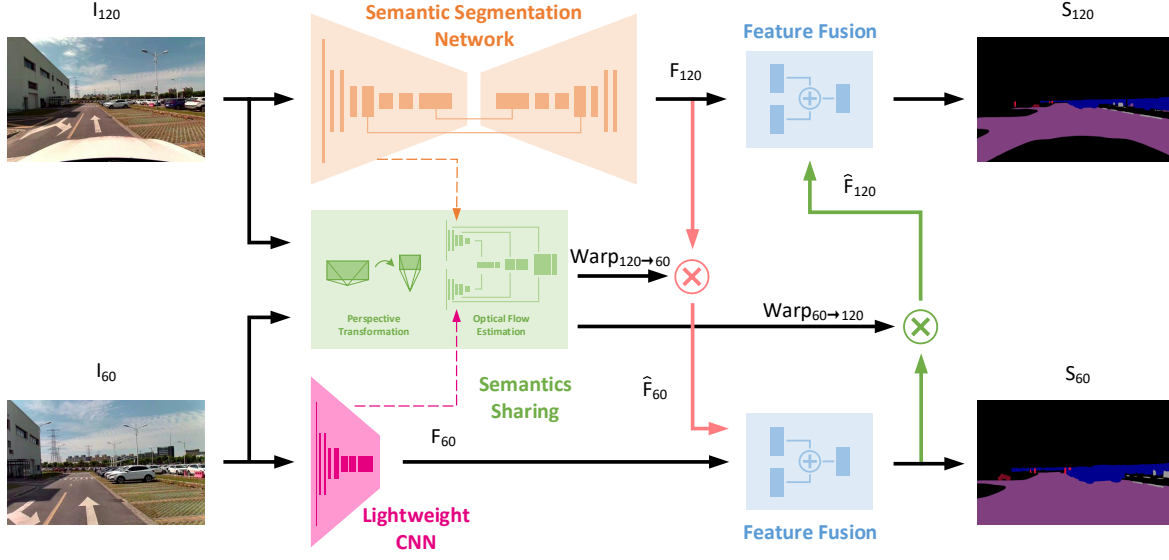 I120
Semantic Segmentation
Network
Feature Fusion
S120
F120
F̂120
Warp120→60
Perspective
Transformation
Optical Flow
Estimation
Warp60→120
I60
Semantics
Sharing
F̂60
S60
F60
Lightweight
CNN
Feature Fusion